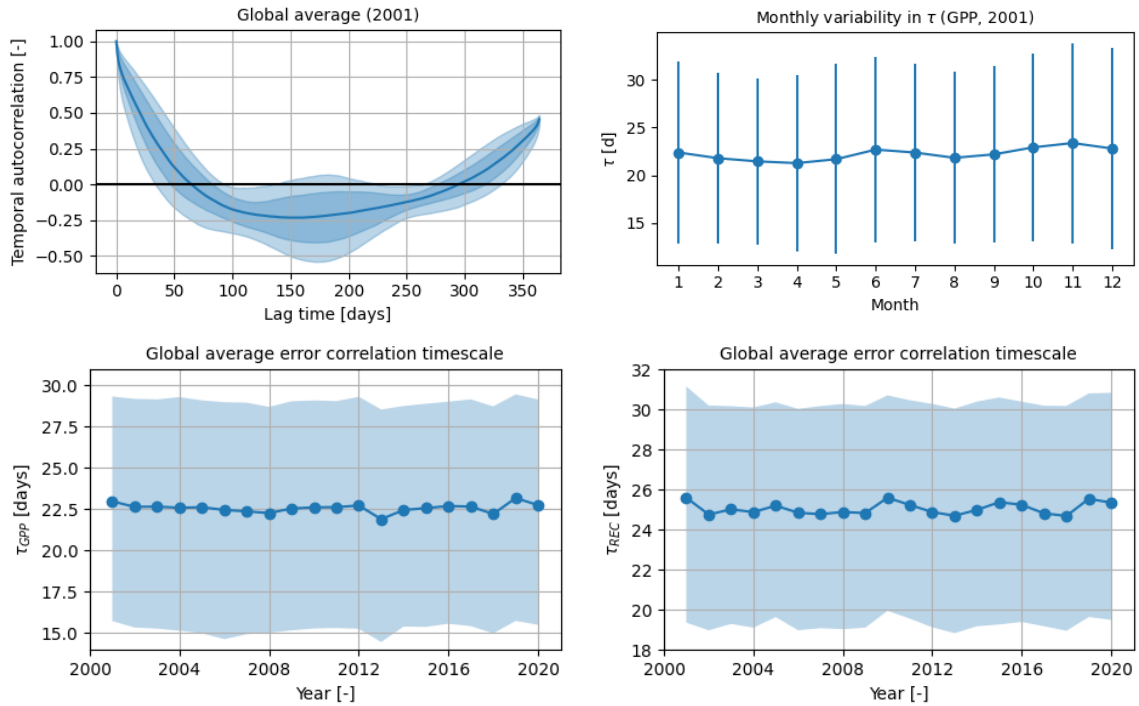 Global average (2001)
Temporal autocorrelation [-]
1.00
0.75
0.50
0.25
0.00
−0.25
−0.50
0 50 100 150 200 250 300 350
Lag time [days]
Monthly variability in τ (GPP, 2001)
τ [d]
30
25
20
15
1 2 3 4 5 6 7 8 9 10 11 12
Month
Global average error correlation timescale
τGPP [days]
30.0
27.5
25.0
22.5
20.0
17.5
15.0
2000 2004 2008 2012 2016 2020
Year [-]
Global average error correlation timescale
τREC [days]
32
30
28
26
24
22
20
18
2000 2004 2008 2012 2016 2020
Year [-]